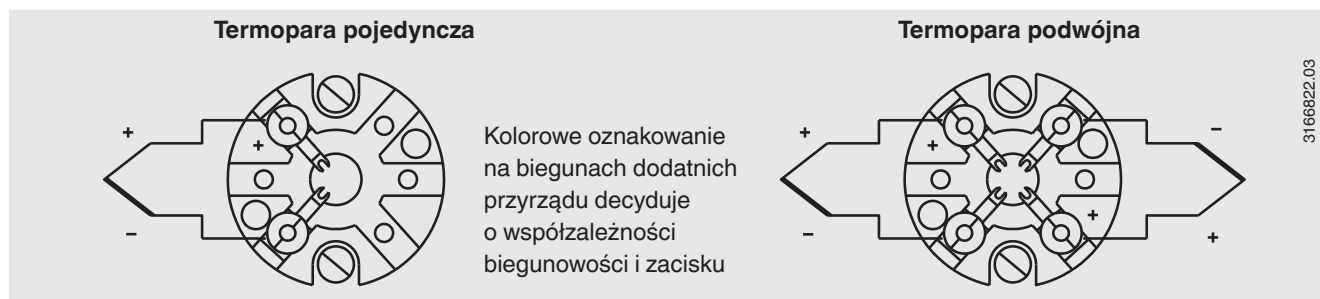 Termopara pojedyncza
+
+
–
Kolorowe oznakowanie
na biegunach dodatnich
przyrządu decyduje
o współzależności
biegunowości i zacisku
Termopara podwójna
+
+
–
–
+
+
3166822.03